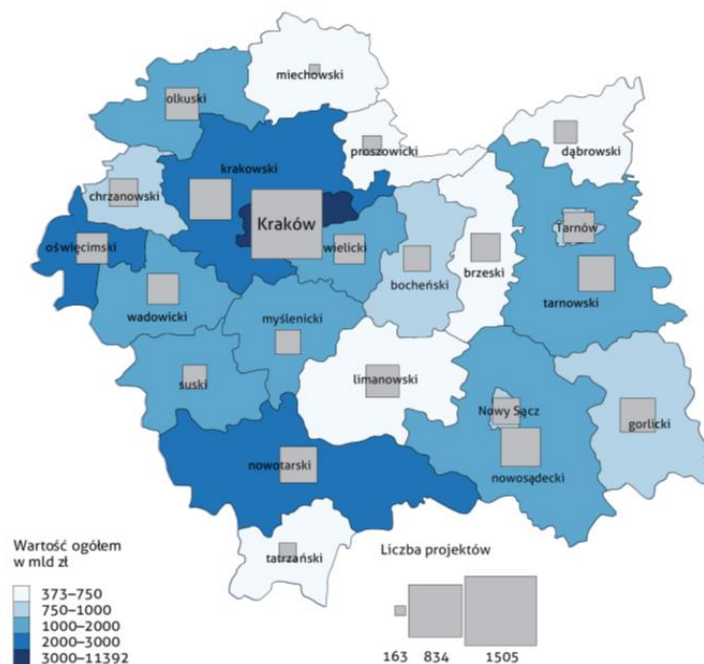 miechowski
olkuski
proszowicki
dąbrowski
krakowski
chrzanowski
Kraków
Tarnów
oświęcimski
wielicki
bocheński
brzeski
tarnowski
wadowicki
myślenicki
suski
limanowski
Nowy Sącz
gorlicki
nowotarski
nowosądecki
tatrzański
Wartość ogółem
w mld zł
373–750
750–1000
1000–2000
2000–3000
3000–11392
Liczba projektów
163 834 1505